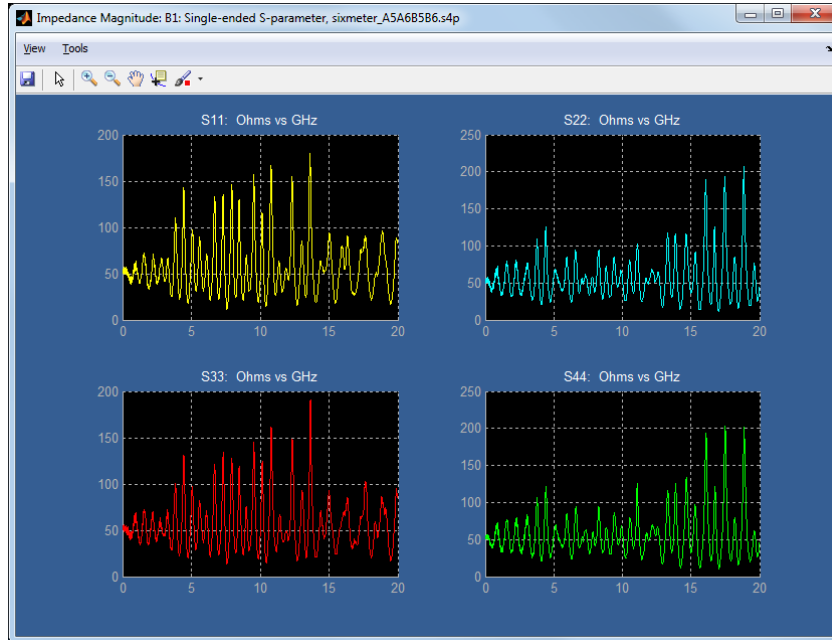 Impedance Magnitude: B1: Single-ended S-parameter, sixmeter_A5A6B5B6.s4p
View Tools
S11: Ohms vs GHz
200
150
100
50
0
0 5 10 15 20
S22: Ohms vs GHz
250
200
150
100
50
0
0 5 10 15 20
S33: Ohms vs GHz
200
150
100
50
0
0 5 10 15 20
S44: Ohms vs GHz
250
200
150
100
50
0
0 5 10 15 20